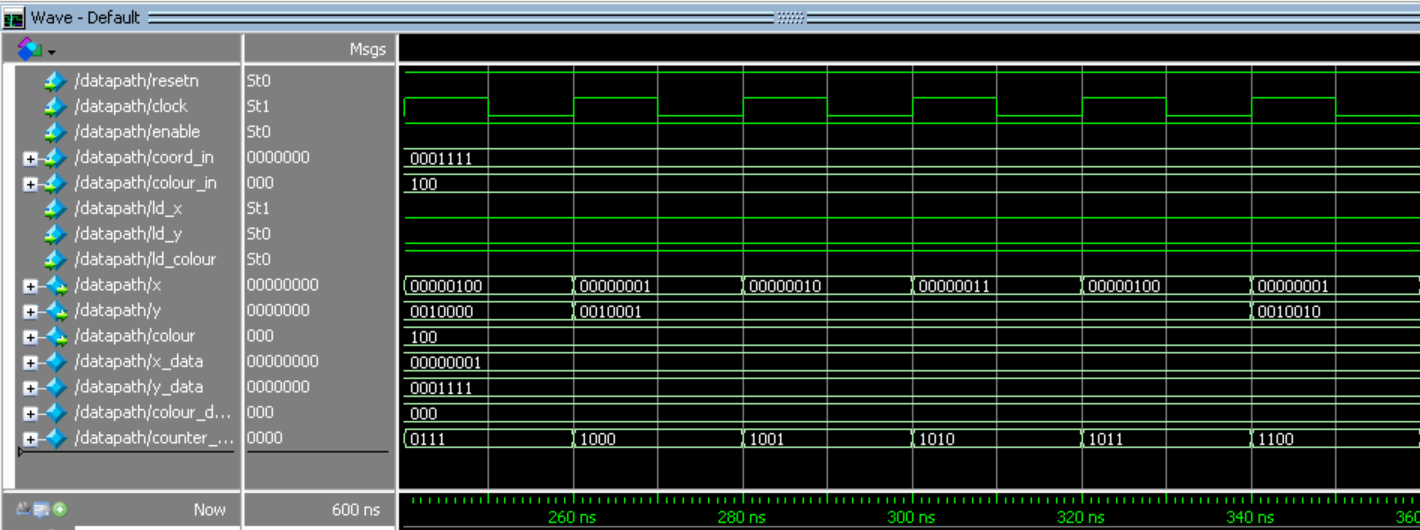 Wave - Default
Msgs
/datapath/resetn St0
/datapath/clock St1
/datapath/enable St0
/datapath/coord_in 0000000 0001111
/datapath/colour_in 000 100
/datapath/ld_x St1
/datapath/ld_y St0
/datapath/ld_colour St0
/datapath/x 00000000 00000100 00000001 00000010 00000011 00000100 00000001
/datapath/y 0000000 0010000 0010001 0010010
/datapath/colour 000 100
/datapath/x_data 00000000 00000001
/datapath/y_data 0000000 0001111
/datapath/colour_d... 000 000
/datapath/counter_... 0000 0111 1000 1001 1010 1011 1100
Now 600 ns 260 ns 280 ns 300 ns 320 ns 340 ns 360